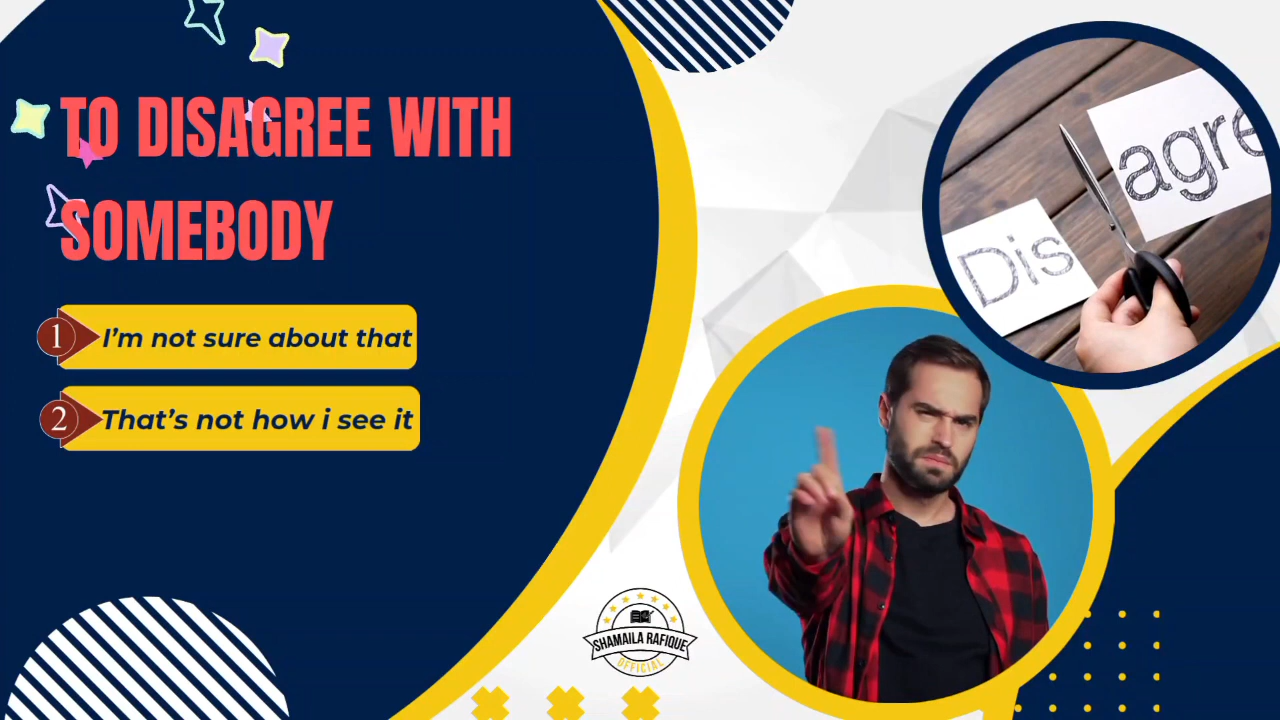 TO DISAGREE WITH
SOMEBODY
1 I'm not sure about that
2 That's not how i see it
Dis
agre
SHAMAILA RAFIQUE
OFFICIAL